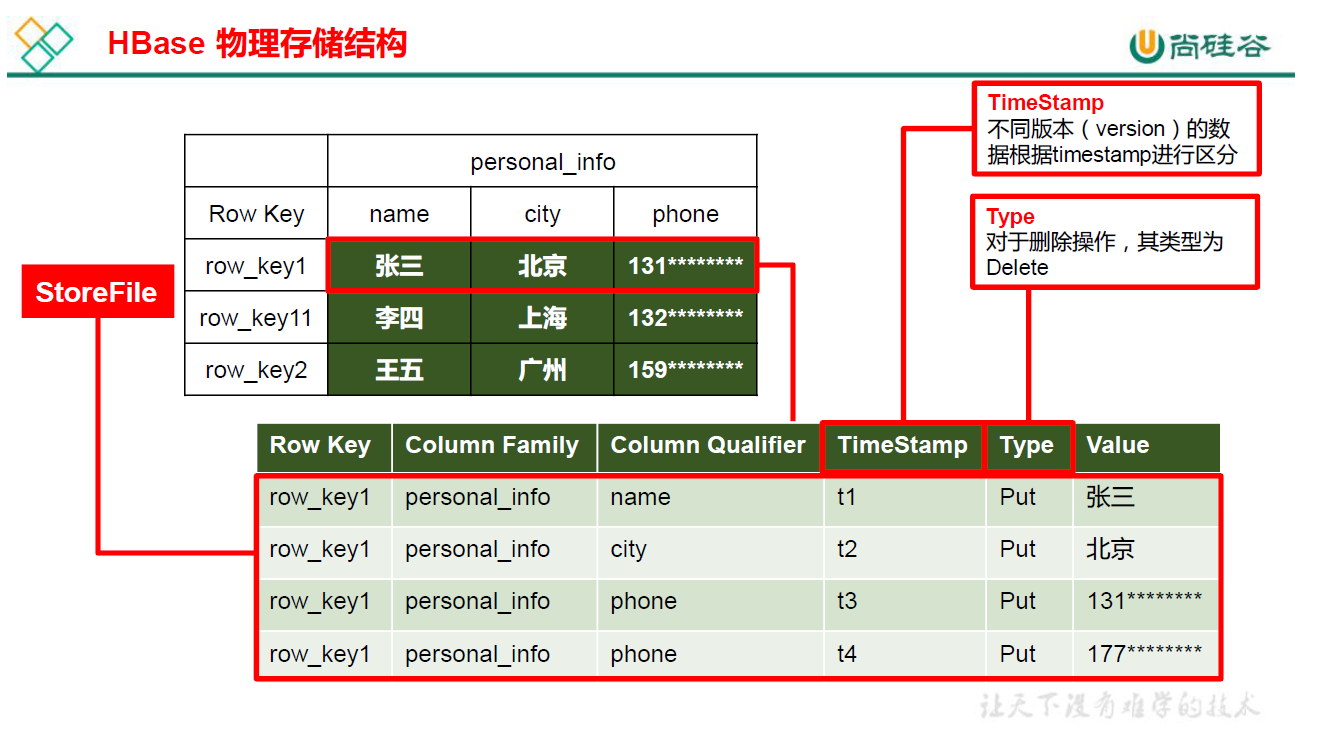 HBase 物理存储结构
尚硅谷
TimeStamp
不同版本（version）的数
据根据timestamp进行区分
Type
对于删除操作，其类型为
Delete
personal_info
Row Key name city phone
row_key1 张三 北京 131********
row_key11 李四 上海 132********
row_key2 王五 广州 159********
StoreFile
Row Key Column Family Column Qualifier TimeStamp Type Value
row_key1 personal_info name t1 Put 张三
row_key1 personal_info city t2 Put 北京
row_key1 personal_info phone t3 Put 131********
row_key1 personal_info phone t4 Put 177********
让天下没有难学的技术